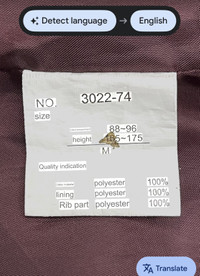 Detect language → English
NO. 3022-74
size
88~96
height 165~175
M
Quality indication
polyester 100%
lining polyester 100%
Rib part polyester 100%
Translate